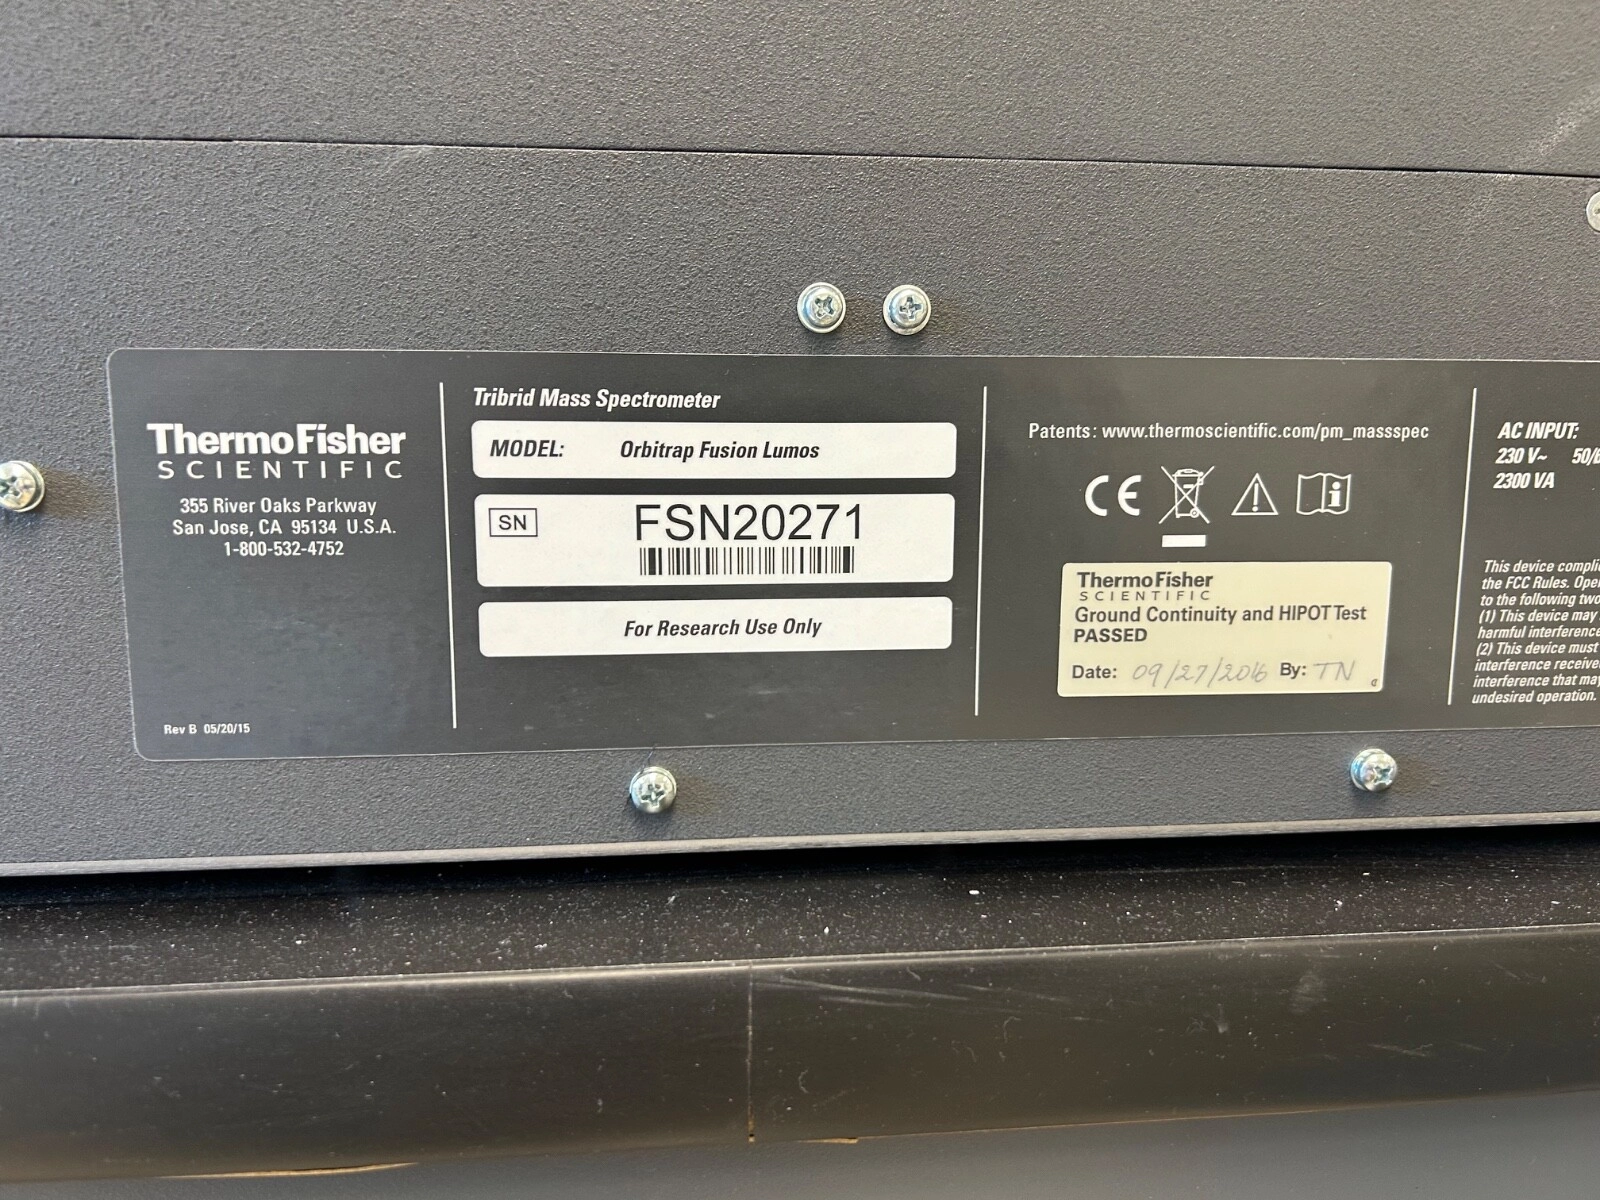 ThermoFisher
SCIENTIFIC
355 River Oaks Parkway
San Jose, CA 95134 U.S.A.
1-800-532-4752
Rev B 05/20/15
Tribrid Mass Spectrometer
MODEL: Orbitrap Fusion Lumos
SN FSN20271
For Research Use Only
Patents: www.thermoscientific.com/pm_massspec
CE
ThermoFisher
SCIENTIFIC
Ground Continuity and HIPOT Test
PASSED
Date: 09/27/2016 By: TN
AC INPUT:
230 V~
2300 VA
This device
the FCC Rules.
to the following two
(1) This device may
harmful interference
(2) This device must
interference
interference that may
undesired operation.